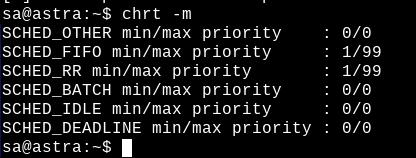 sa@astra:~$ chrt -m
SCHED_OTHER min/max priority    : 0/0
SCHED_FIFO min/max priority     : 1/99
SCHED_RR min/max priority       : 1/99
SCHED_BATCH min/max priority    : 0/0
SCHED_IDLE min/max priority     : 0/0
SCHED_DEADLINE min/max priority : 0/0
sa@astra:~$